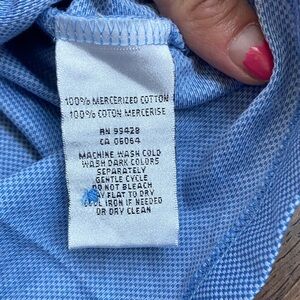 100% MERCERIZED COTTON
100% COTON MERCERISE
RN 99428
CA 06064
MACHINE WASH COLD
WASH DARK COLORS
SEPARATELY
GENTLE CYCLE
DO NOT BLEACH
FLAT TO DRY
COOL IRON IF NEEDED
OR DRY CLEAN